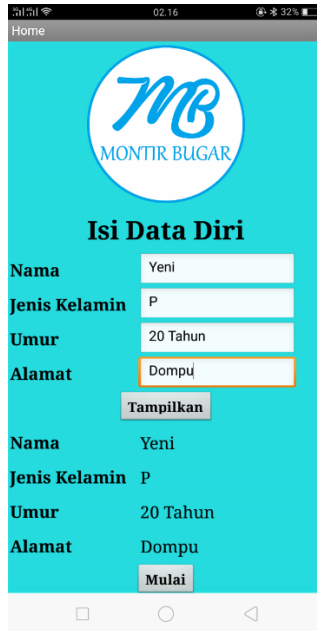 02.16
32%
Home
MB
MONTIR BUGAR
Isi Data Diri
Nama Yeni
Jenis Kelamin P
Umur 20 Tahun
Alamat Dompu
Tampilkan
Nama Yeni
Jenis Kelamin P
Umur 20 Tahun
Alamat Dompu
Mulai